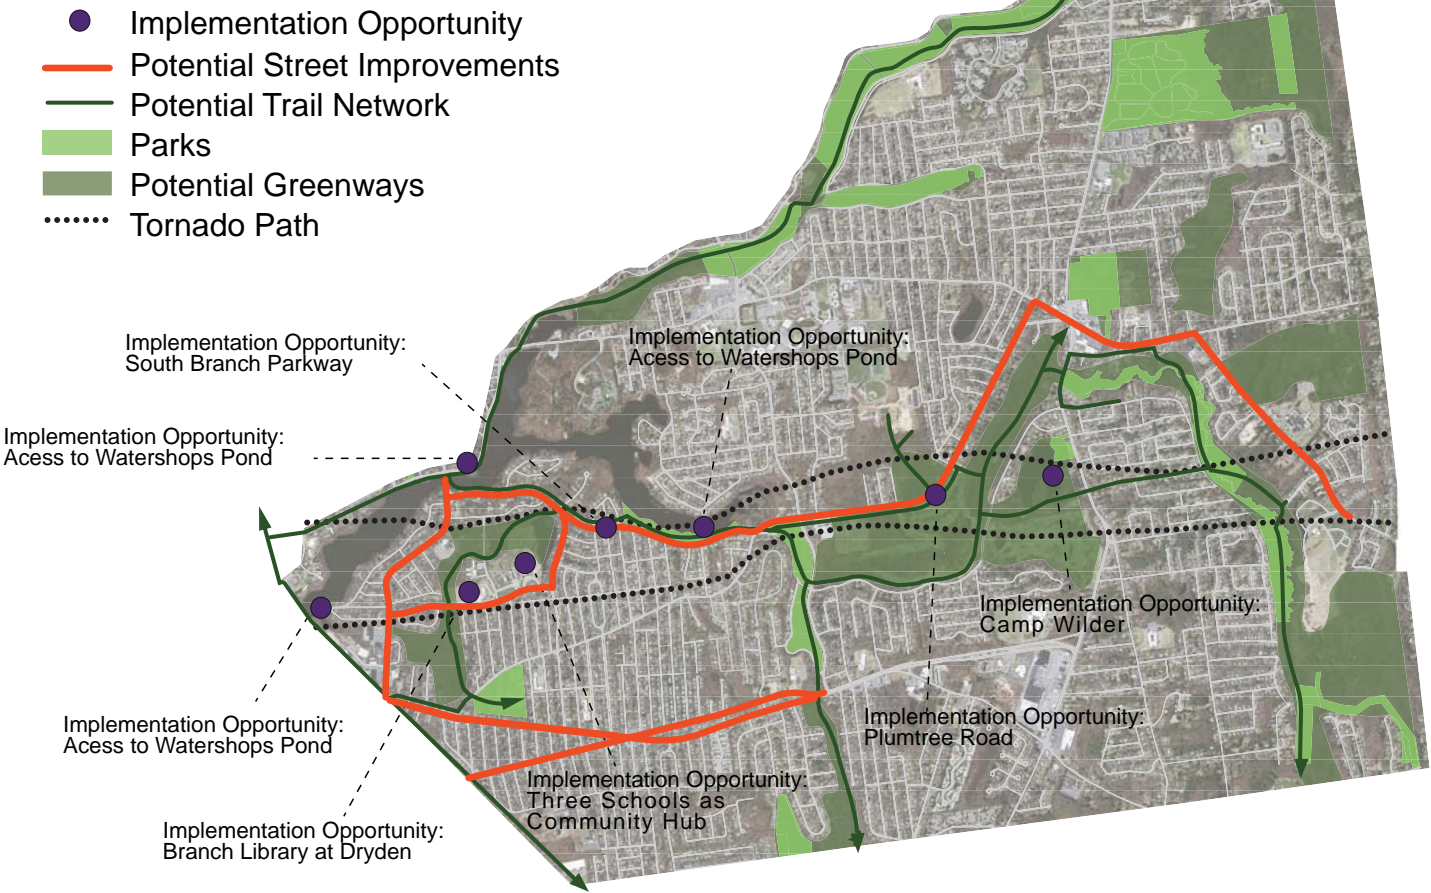 Implementation Opportunity
Potential Street Improvements
Potential Trail Network
Parks
Potential Greenways
Tornado Path
Implementation Opportunity:
South Branch Parkway
Implementation Opportunity:
Acess to Watershops Pond
Implementation Opportunity:
Acess to Watershops Pond
Implementation Opportunity:
Camp Wilder
Implementation Opportunity:
Plumtree Road
Implementation Opportunity:
Acess to Watershops Pond
Implementation Opportunity:
Three Schools as
Community Hub
Implementation Opportunity:
Branch Library at Dryden